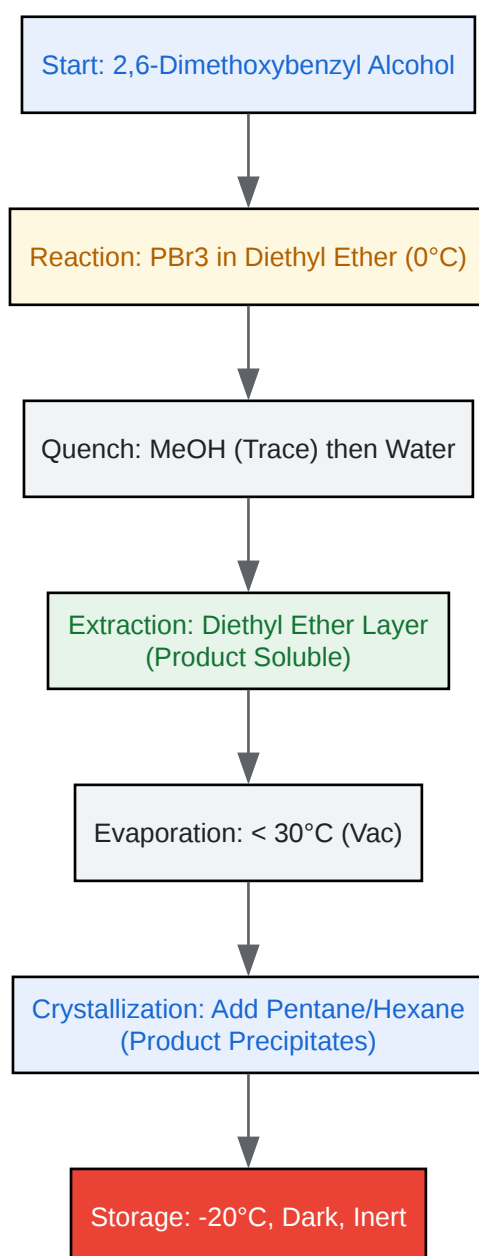 Start: 2,6-Dimethoxybenzyl Alcohol
Reaction: PBr3 in Diethyl Ether (0°C)
Quench: MeOH (Trace) then Water
Extraction: Diethyl Ether Layer
(Product Soluble)
Evaporation: < 30°C (Vac)
Crystallization: Add Pentane/Hexane
(Product Precipitates)
Storage: -20°C, Dark, Inert